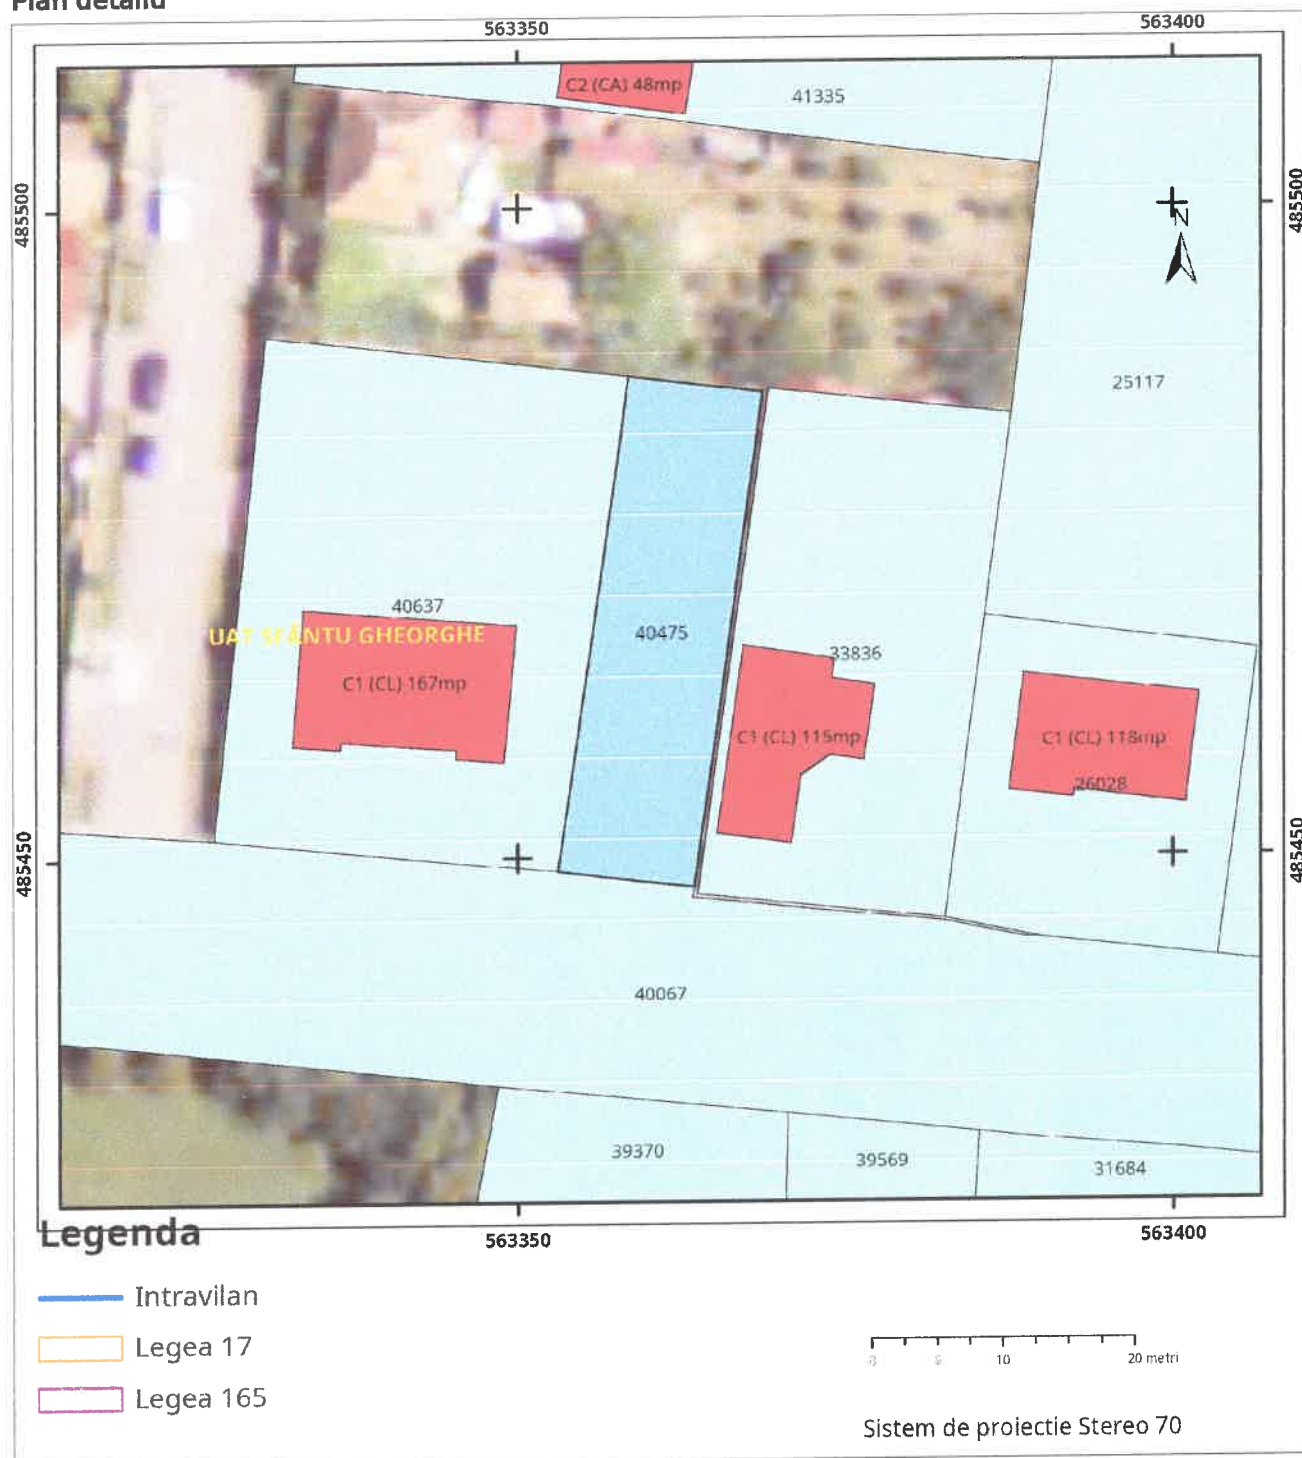 Plan detaliu
563350
563400
C2 (CA) 48mp
41335
485500
485500
N
25117
40637
UAT SFÂNTU GHEORGHE
40475
33836
C1 (CL) 167mp
C1 (CL) 115mp
C1 (CL) 118mp
26028
485450
485450
40067
39370
39569
31684
563350
563400
Legenda
Intravilan
Legea 17
Legea 165
10
20 metri
Sistem de proiectie Stereo 70